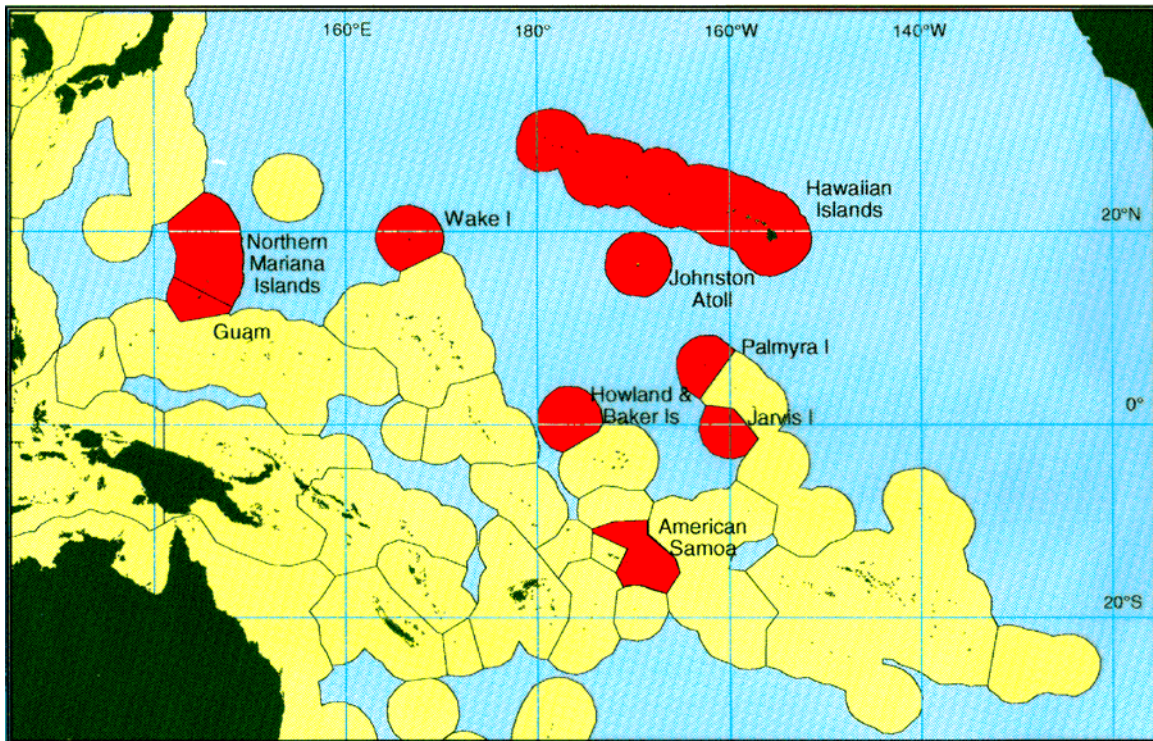 160°E
180°
160°W
140°W
Hawaiian
Islands
20°N
Wake I
Northern
Mariana
Islands
Johnston
Atoll
Guam
Palmyra I
Howland &
Baker Is
Jarvis I
0°
American
Samoa
20°S